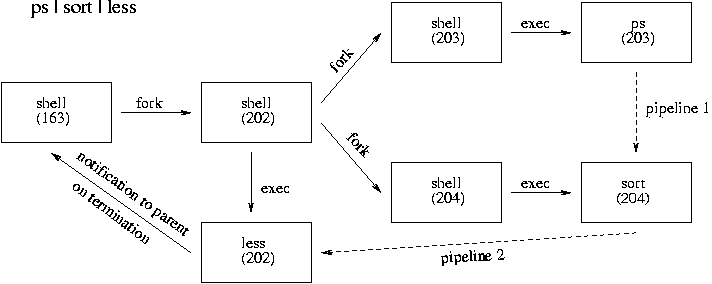 ps | sort | less
shell
(203)
exec
ps
(203)
fork
shell
(163)
fork
shell
(202)
pipeline 1
fork
notification to parent
on termination
exec
shell
(204)
exec
sort
(204)
less
(202)
pipeline 2